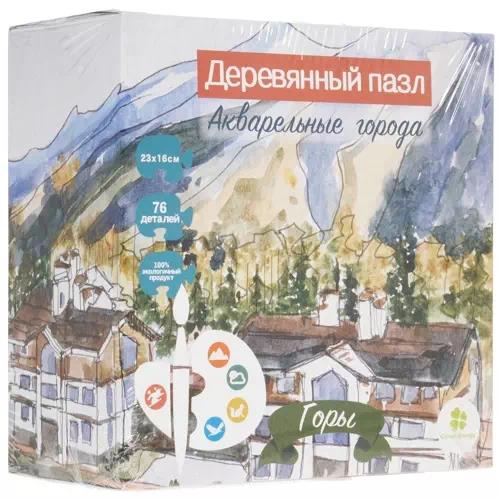 Деревянный пазл
Акварельные города
23x16см
76
деталей
100%
экологичный
продукт
Горы